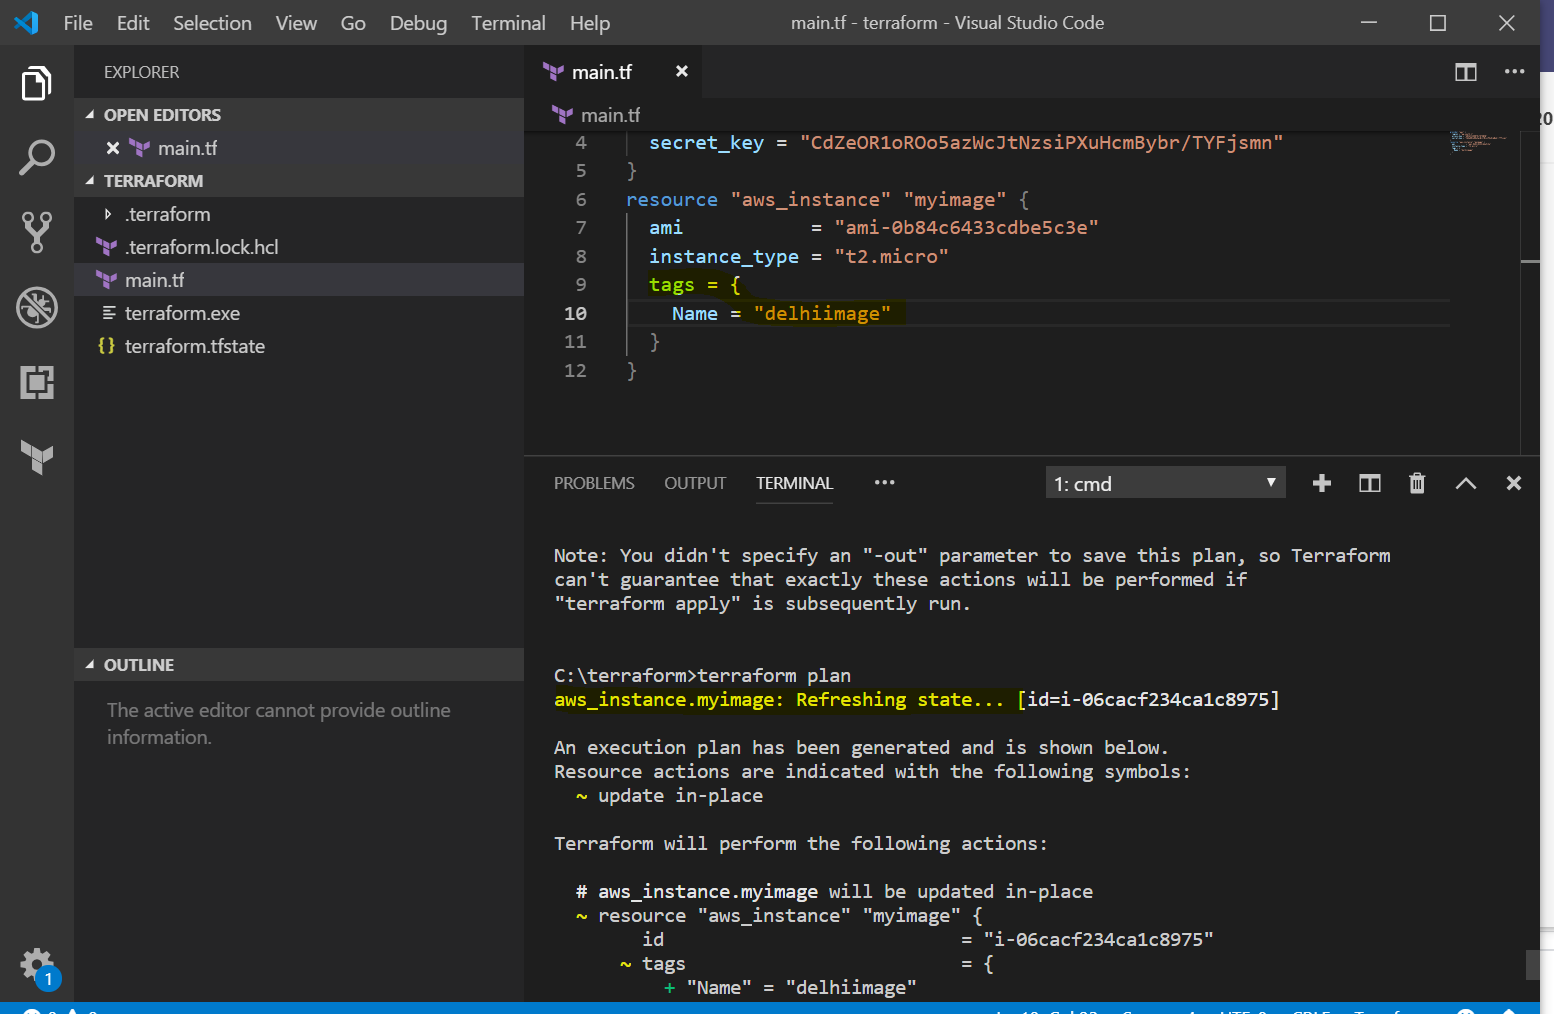 File Edit Selection View Go Debug Terminal Help main.tf - terraform - Visual Studio Code
EXPLORER
OPEN EDITORS
main.tf
TERRAFORM
.terraform
.terraform.lock.hcl
main.tf
terraform.exe
terraform.tfstate
OUTLINE
The active editor cannot provide outline
information.
1
main.tf
main.tf
4 secret_key = "CdZeOR1oROo5azWcJtNzsiPXuHcmBybr/TYFjsmn"
5 }
6 resource "aws_instance" "myimage" {
7 ami = "ami-0b84c6433cdbe5c3e"
8 instance_type = "t2.micro"
9 tags = {
10 Name = "delhiimage"
11 }
12 }
PROBLEMS OUTPUT TERMINAL ••• 1: cmd
Note: You didn't specify an "-out" parameter to save this plan, so Terraform
can't guarantee that exactly these actions will be performed if
"terraform apply" is subsequently run.
C:\terraform>terraform plan
aws_instance.myimage: Refreshing state... [id=i-06cacf234ca1c8975]
An execution plan has been generated and is shown below.
Resource actions are indicated with the following symbols:
~ update in-place
Terraform will perform the following actions:
# aws_instance.myimage will be updated in-place
~ resource "aws_instance" "myimage" {
id = "i-06cacf234ca1c8975"
~ tags = {
+ "Name" = "delhiimage"
20